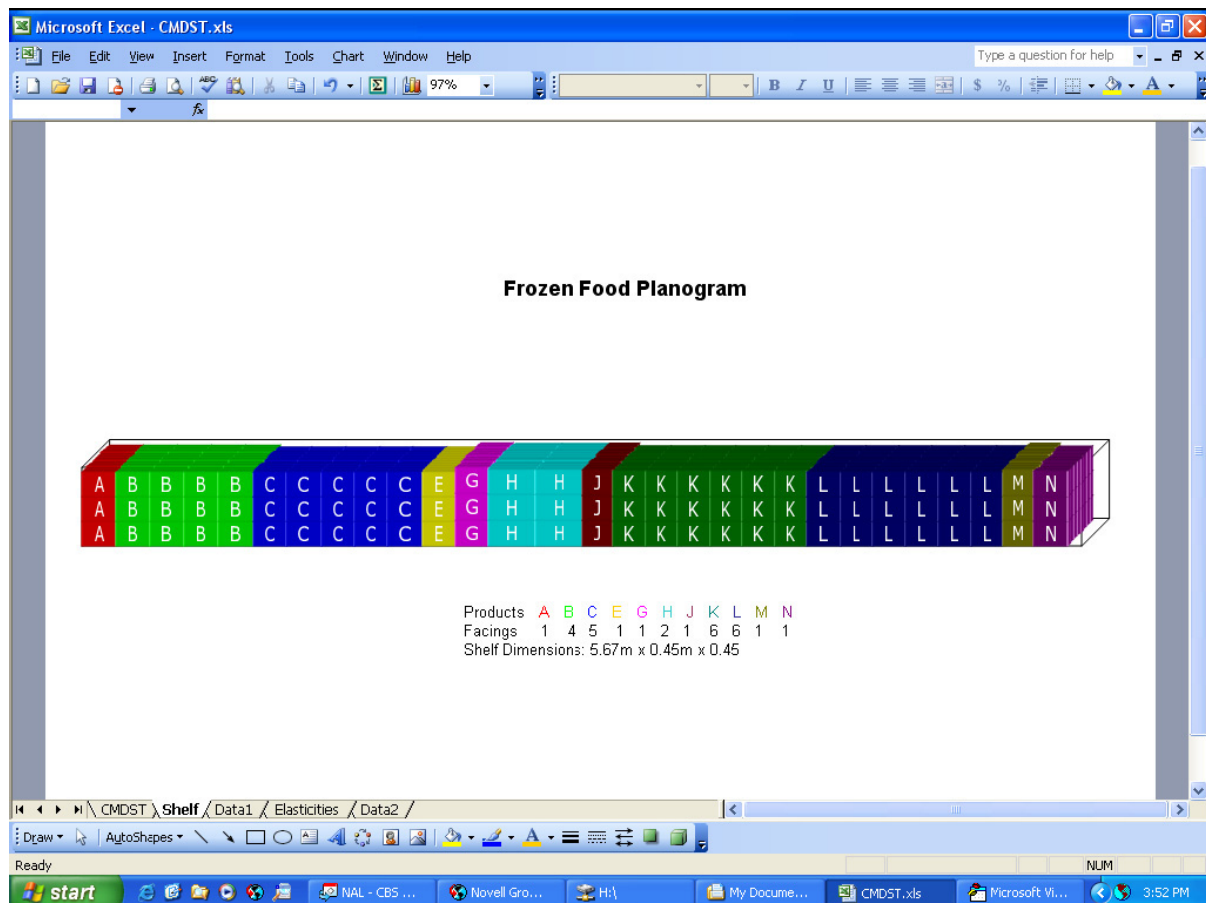 Microsoft Excel - CMDST.xls
File Edit View Insert Format Tools Chart Window Help
Type a question for help
97%
B I U $ %
fx
Frozen Food Planogram
A B B B B C C C C C E G H H J K K K K K K L L L L L L M N
A B B B B C C C C C E G H H J K K K K K K L L L L L L M N
A B B B B C C C C C E G H H J K K K K K K L L L L L L M N
Products A B C E G H J K L M N
Facings 1 4 5 1 1 2 1 6 6 1 1
Shelf Dimensions: 5.67m x 0.45m x 0.45
CMDST Shelf Data1 Elasticities Data2
Draw AutoShapes
Ready NUM
start NAL - CBS ... Novell Gro... H:\ My Docume... CMDST.xls Microsoft Vi... 3:52 PM